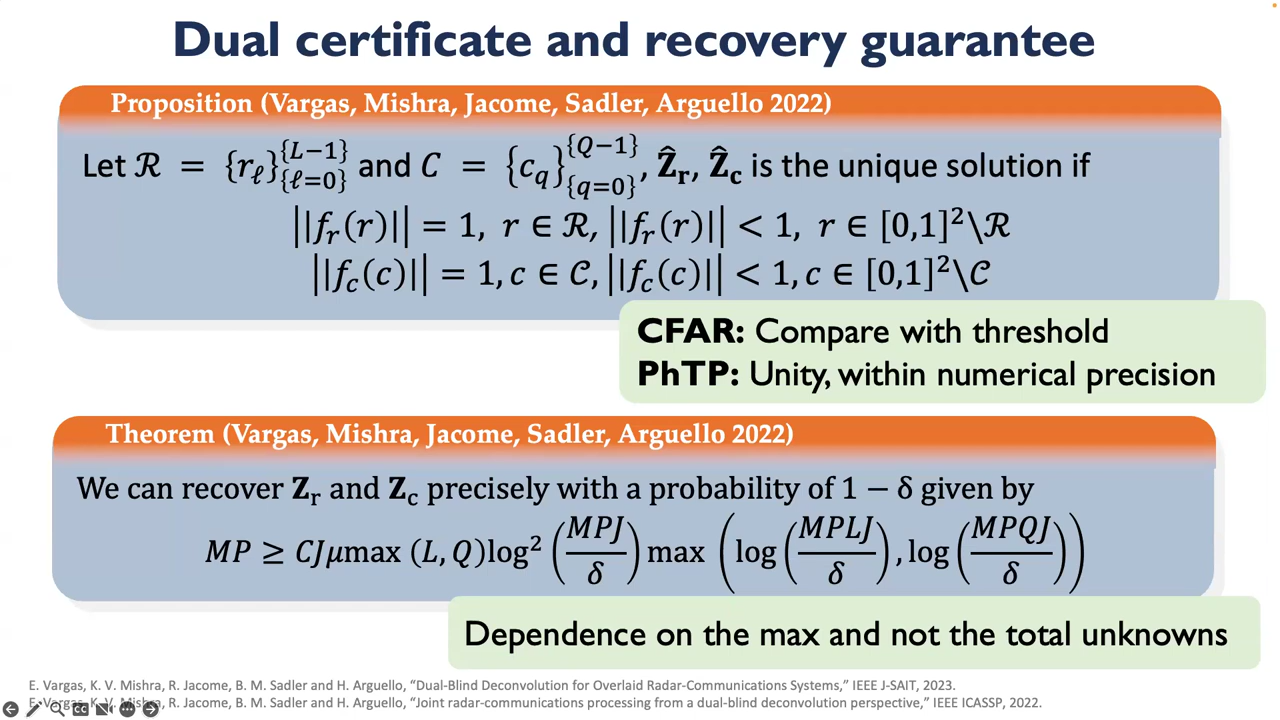 Dual certificate and recovery guarantee
Proposition (Vargas, Mishra, Jacome, Sadler, Arguello 2022)
Let ℛ = {r_ℓ}_{ℓ=0}^{L−1} and C = {c_q}_{q=0}^{Q−1}, Ẑ_r, Ẑ_c is the unique solution if
||f_r(r)|| = 1, r ∈ ℛ, ||f_r(r)|| < 1, r ∈ [0,1]²\ℛ
||f_c(c)|| = 1, c ∈ 𝒞, ||f_c(c)|| < 1, c ∈ [0,1]²\𝒞
CFAR: Compare with threshold
PhTP: Unity, within numerical precision
Theorem (Vargas, Mishra, Jacome, Sadler, Arguello 2022)
We can recover Z_r and Z_c precisely with a probability of 1 − δ given by
MP ≥ CJμmax (L, Q)log² (MPJ/δ) max (log (MPLJ/δ), log (MPQJ/δ))
Dependence on the max and not the total unknowns
E. Vargas, K. V. Mishra, R. Jacome, B. M. Sadler and H. Arguello, “Dual-Blind Deconvolution for Overlaid Radar-Communications Systems,” IEEE J-SAIT, 2023.
E. Vargas, K. V. Mishra, R. Jacome, B. M. Sadler and H. Arguello, “Joint radar-communications processing from a dual-blind deconvolution perspective,” IEEE ICASSP, 2022.